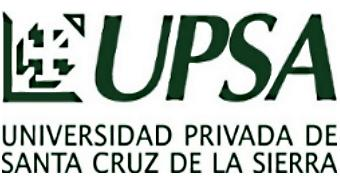 UPSA
UNIVERSIDAD PRIVADA DE
SANTA CRUZ DE LA SIERRA